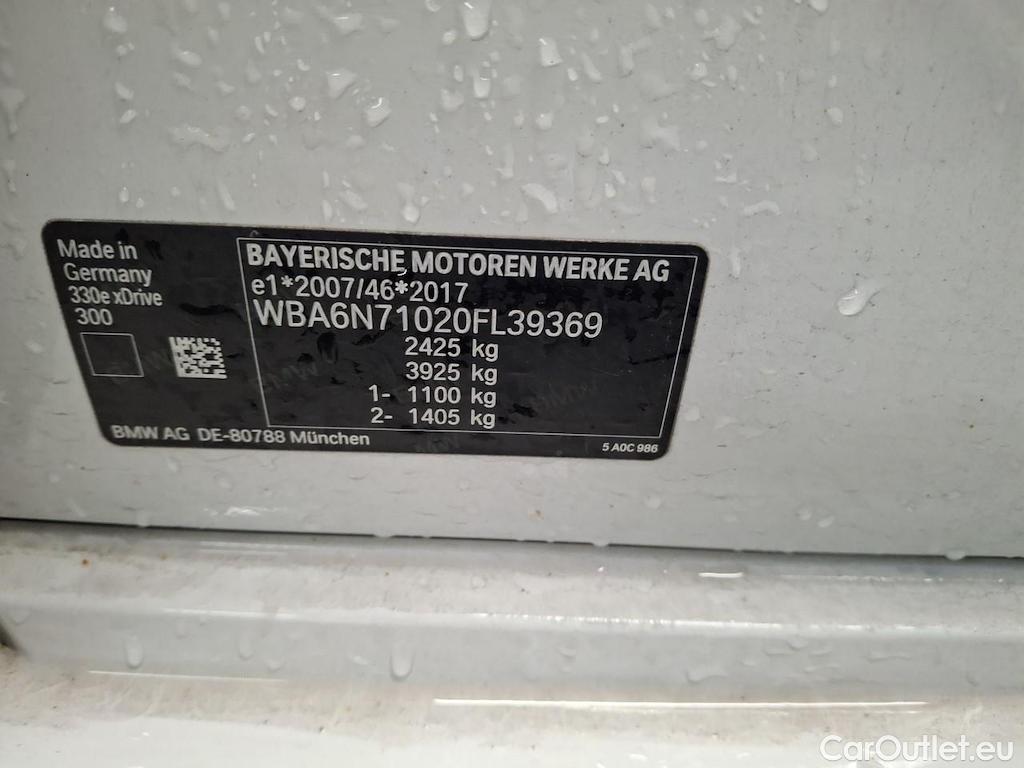 Made in
Germany
330e xDrive
300
BAYERISCHE MOTOREN WERKE AG
e1*2007/46*2017
WBA6N71020FL39369
2425 kg
3925 kg
1- 1100 kg
2- 1405 kg
BMW AG DE-80788 München
5 A0C 986
CarOutlet.eu